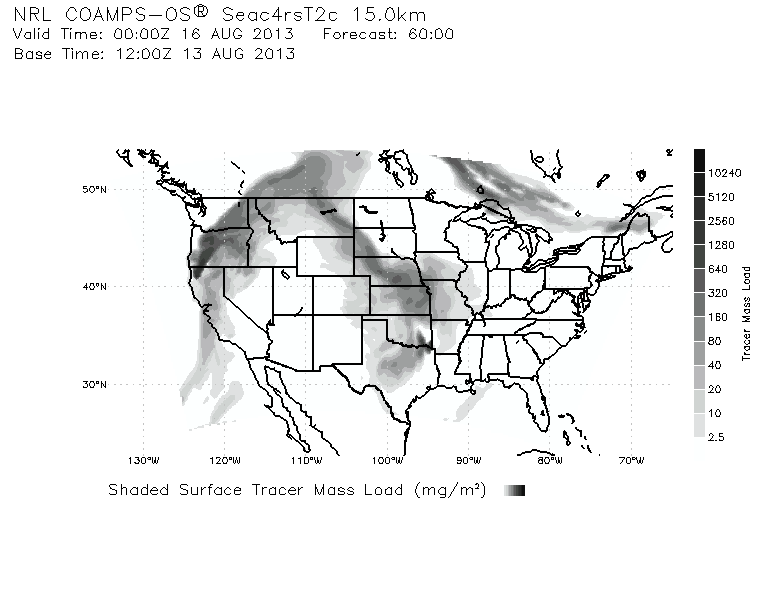 NRL COAMPS-OS® Seac4rsT2c 15.0km
Valid Time: 00:00Z 16 AUG 2013 Forecast: 60:00
Base Time: 12:00Z 13 AUG 2013
50°N
40°N
30°N
130°W 120°W 110°W 100°W 90°W 80°W 70°W
10240
5120
2560
1280
640
320
160
80
40
20
10
2.5
Tracer Mass Load
Shaded Surface Tracer Mass Load (mg/m²)